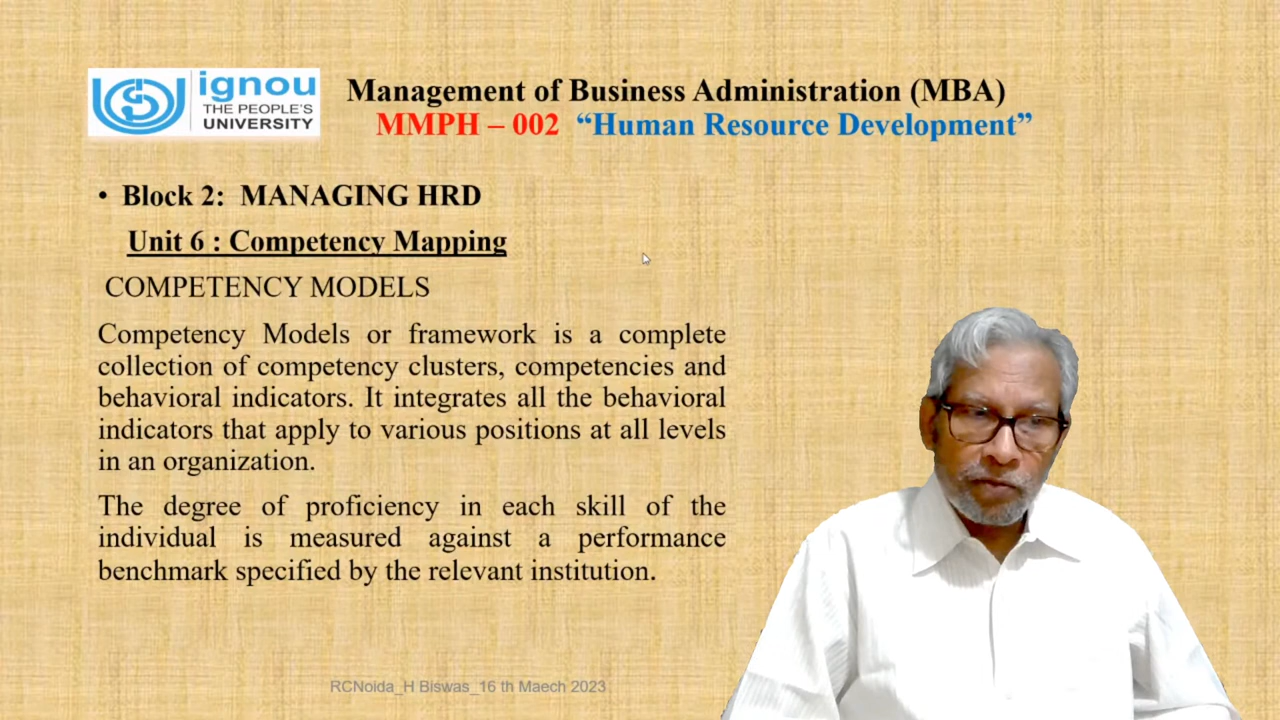 ignou
THE PEOPLE'S
UNIVERSITY
Management of Business Administration (MBA)
MMPH – 002 “Human Resource Development”
• Block 2: MANAGING HRD
Unit 6 : Competency Mapping
COMPETENCY MODELS
Competency Models or framework is a complete
collection of competency clusters, competencies and
behavioral indicators. It integrates all the behavioral
indicators that apply to various positions at all levels
in an organization.
The degree of proficiency in each skill of the
individual is measured against a performance
benchmark specified by the relevant institution.
RCNoida_H Biswas_16 th Maech 2023